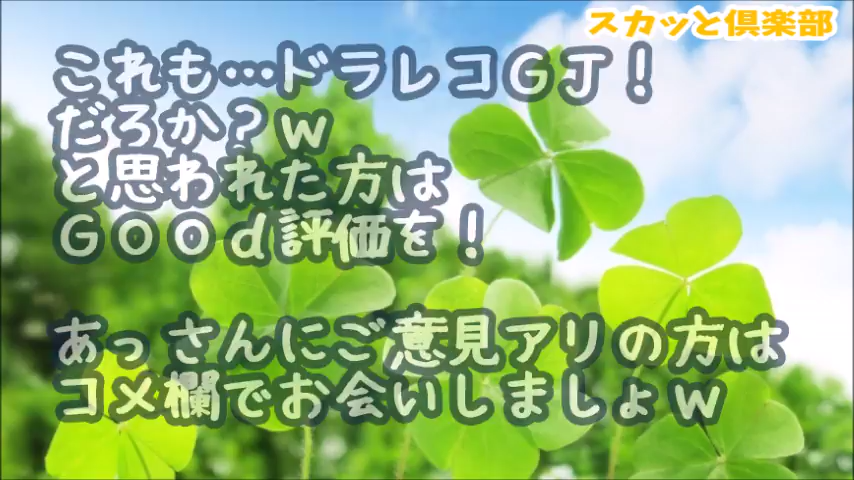 スカッと倶楽部
これも…ドラレコGJ！
だろか？w
と思われた方は
Good評価を！
あっさんにご意見アリの方は
コメ欄でお会いしましょw